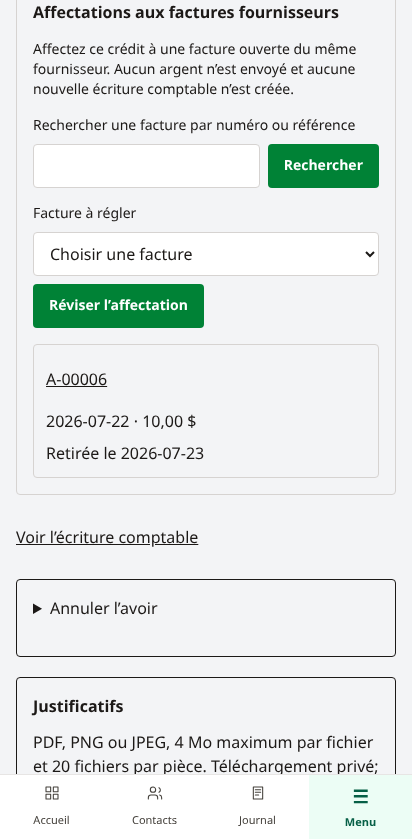 Affectations aux factures fournisseurs
Affectez ce crédit à une facture ouverte du même
fournisseur. Aucun argent n’est envoyé et aucune
nouvelle écriture comptable n’est créée.
Rechercher une facture par numéro ou référence
Rechercher
Facture à régler
Choisir une facture
Réviser l’affectation
A-00006
2026-07-22 · 10,00 $
Retirée le 2026-07-23
Voir l’écriture comptable
Annuler l’avoir
Justificatifs
PDF, PNG ou JPEG, 4 Mo maximum par fichier
et 20 fichiers par pièce. Téléchargement privé;
Accueil
Contacts
Journal
Menu